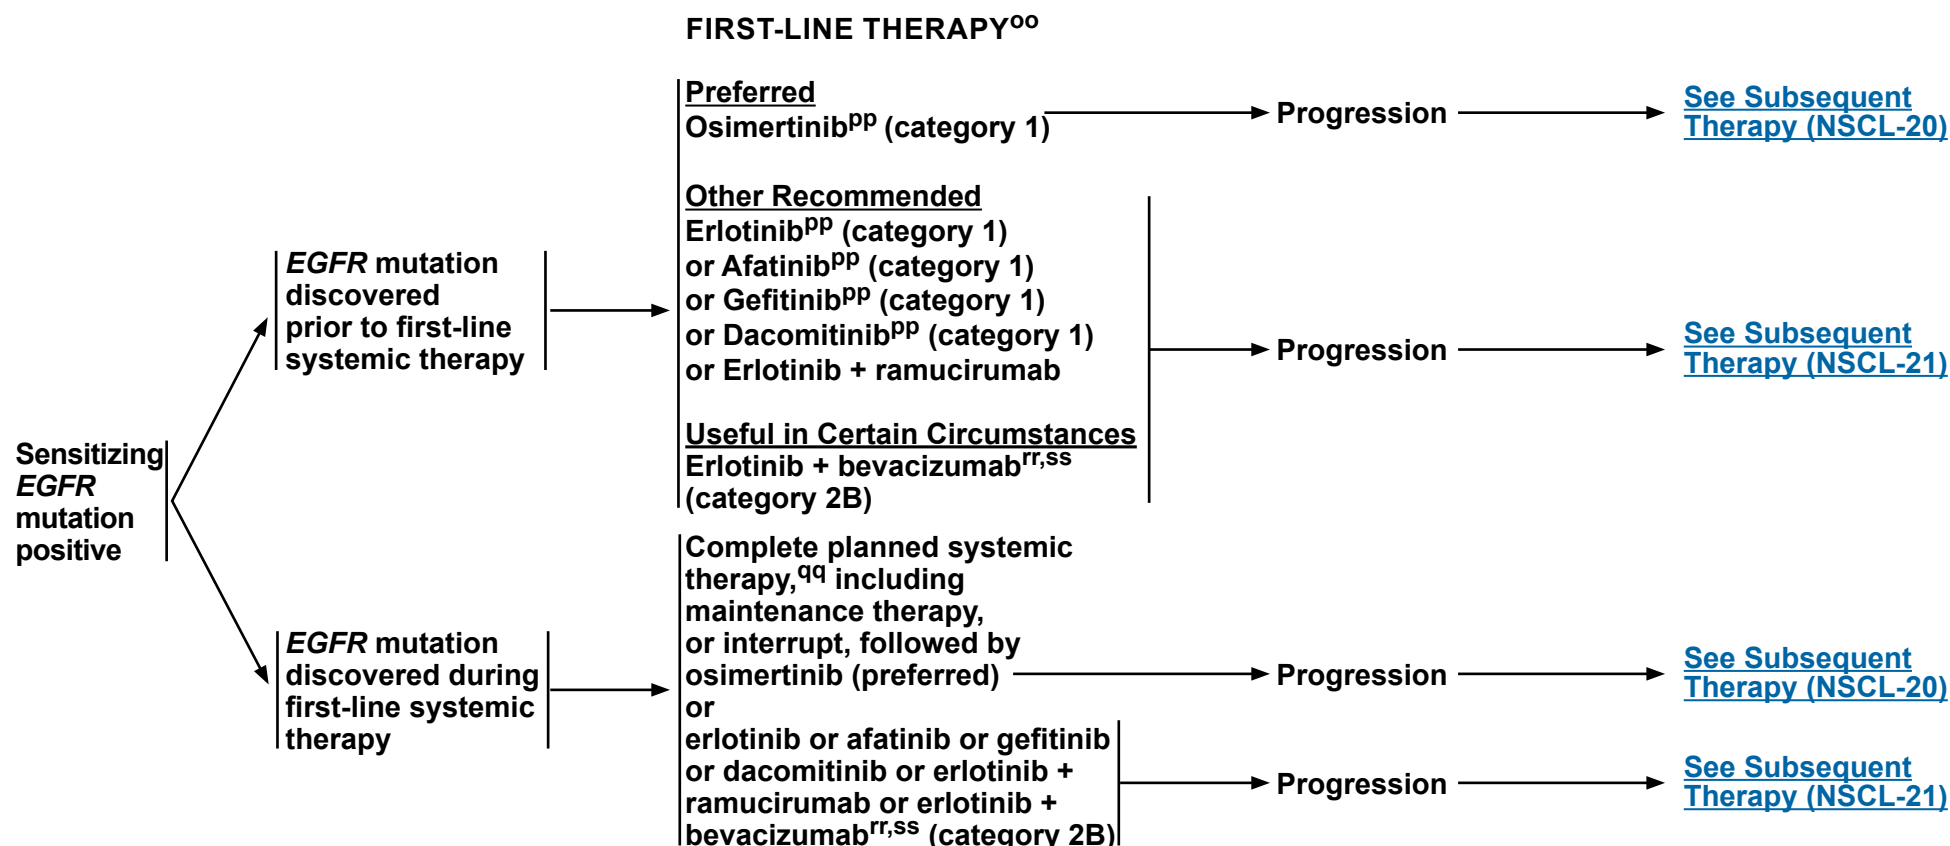 FIRST-LINE THERAPYoo
Sensitizing
EGFR
mutation
positive
EGFR mutation
discovered
prior to first-line
systemic therapy
Preferred
Osimertinibpp (category 1)
Progression
See Subsequent
Therapy (NSCL-20)
Other Recommended
Erlotinibpp (category 1)
or Afatinibpp (category 1)
or Gefitinibpp (category 1)
or Dacomitinibpp (category 1)
or Erlotinib + ramucirumab
Useful in Certain Circumstances
Erlotinib + bevacizumabrr,ss
(category 2B)
Progression
See Subsequent
Therapy (NSCL-21)
EGFR mutation
discovered during
first-line systemic
therapy
Complete planned systemic
therapy,qq including
maintenance therapy,
or interrupt, followed by
osimertinib (preferred)
or
erlotinib or afatinib or gefitinib
or dacomitinib or erlotinib +
ramucirumab or erlotinib +
bevacizumabrr,ss (category 2B)
Progression
See Subsequent
Therapy (NSCL-20)
Progression
See Subsequent
Therapy (NSCL-21)